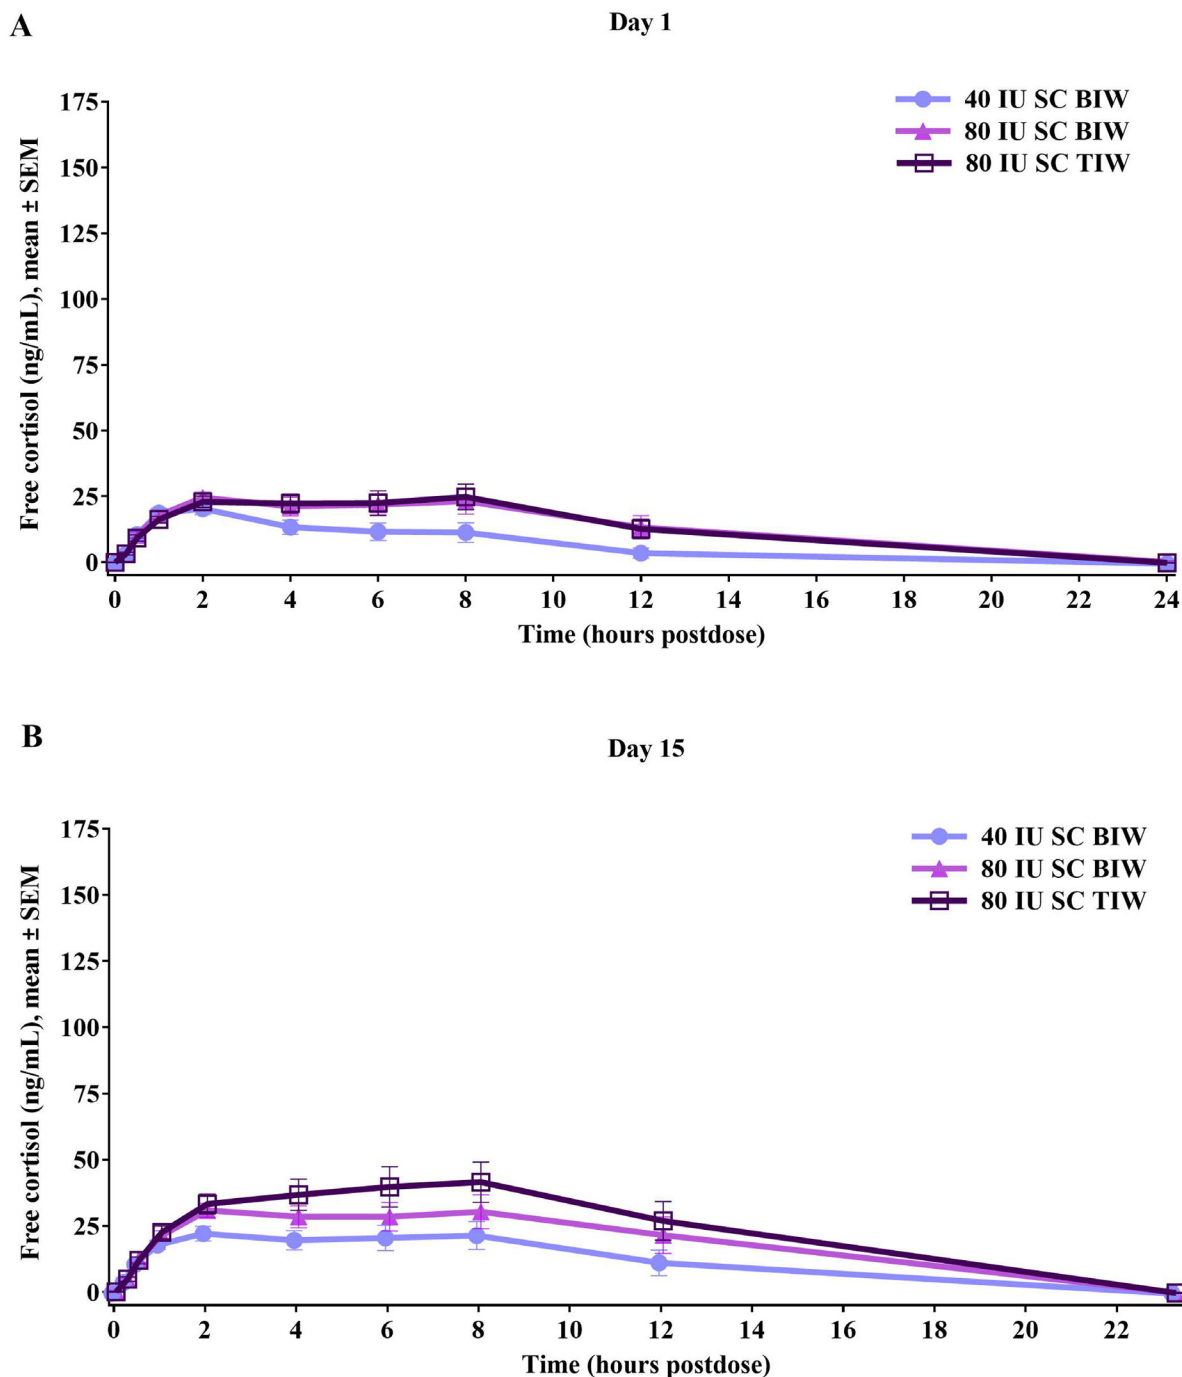 A
Day 1
Free cortisol (ng/mL), mean ± SEM
175
150
125
100
75
50
25
0
40 IU SC BIW
80 IU SC BIW
80 IU SC TIW
0 2 4 6 8 10 12 14 16 18 20 22 24
Time (hours postdose)
B
Day 15
Free cortisol (ng/mL), mean ± SEM
175
150
125
100
75
50
25
0
40 IU SC BIW
80 IU SC BIW
80 IU SC TIW
0 2 4 6 8 10 12 14 16 18 20 22
Time (hours postdose)